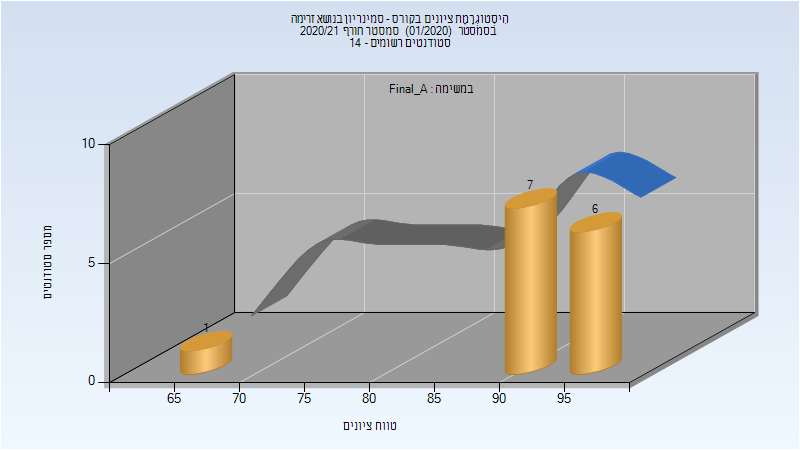 היסטוגרמת ציונים בקורס - סמינריון בנושא זרימה
בסמסטר (01/2020) סמסטר חורף 2020/21
סטודנטים רשומים - 14
במשימה : Final_A
10
5
0
מספר סטודנטים
1
7
6
65 70 75 80 85 90 95
טווח ציונים